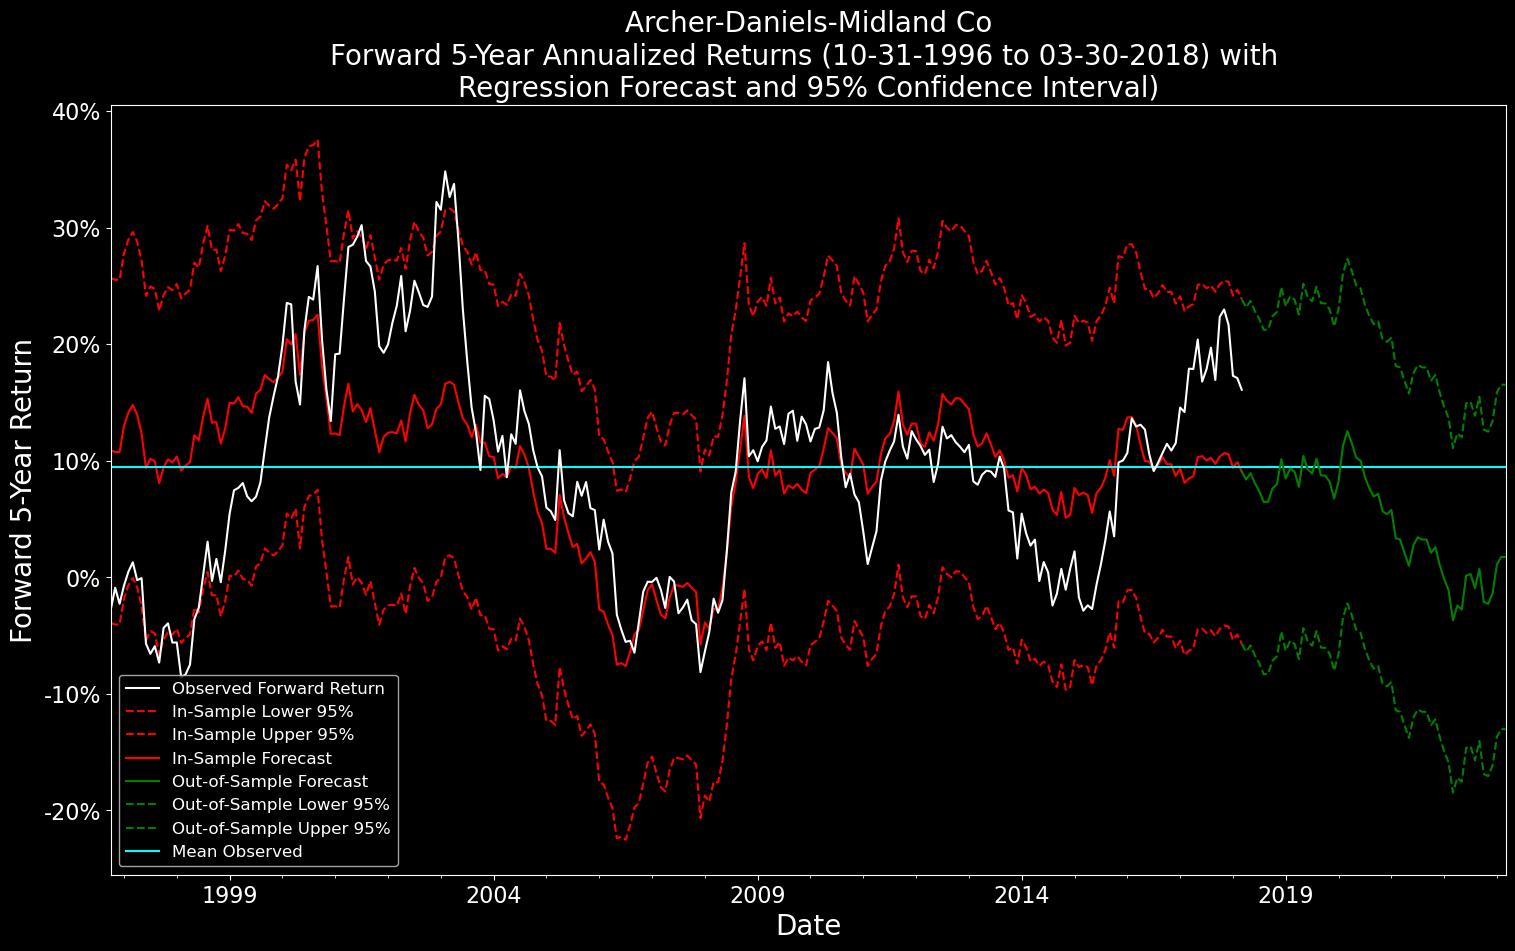 Archer-Daniels-Midland Co
Forward 5-Year Annualized Returns (10-31-1996 to 03-30-2018) with
Regression Forecast and 95% Confidence Interval)
40%
30%
20%
10%
0%
-10%
-20%
Forward 5-Year Return
Observed Forward Return
In-Sample Lower 95%
In-Sample Upper 95%
In-Sample Forecast
Out-of-Sample Forecast
Out-of-Sample Lower 95%
Out-of-Sample Upper 95%
Mean Observed
1999 2004 2009 2014 2019
Date